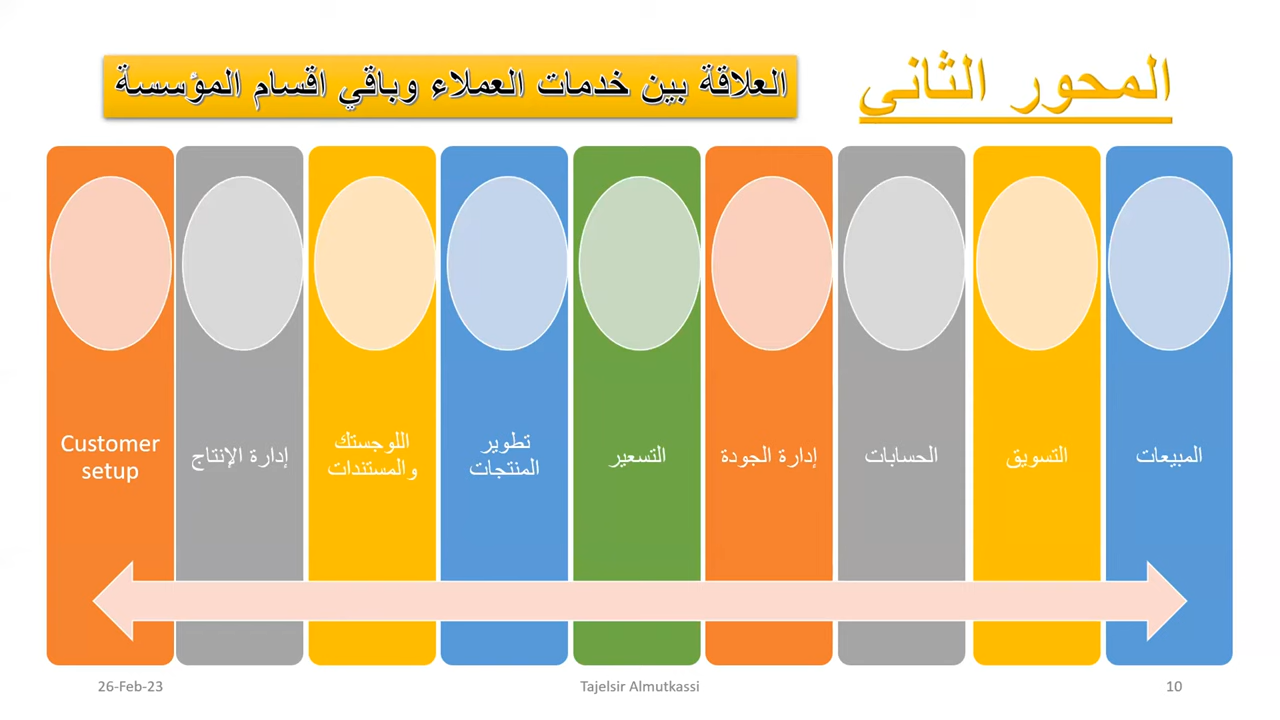 المحور الثاني
العلاقة بين خدمات العملاء وباقي اقسام المؤسسة
المبيعات
التسويق
الحسابات
إدارة الجودة
التسعير
تطوير
المنتجات
اللوجستك
والمستندات
إدارة الإنتاج
Customer
setup
26-Feb-23
Tajelsir Almutkassi
10